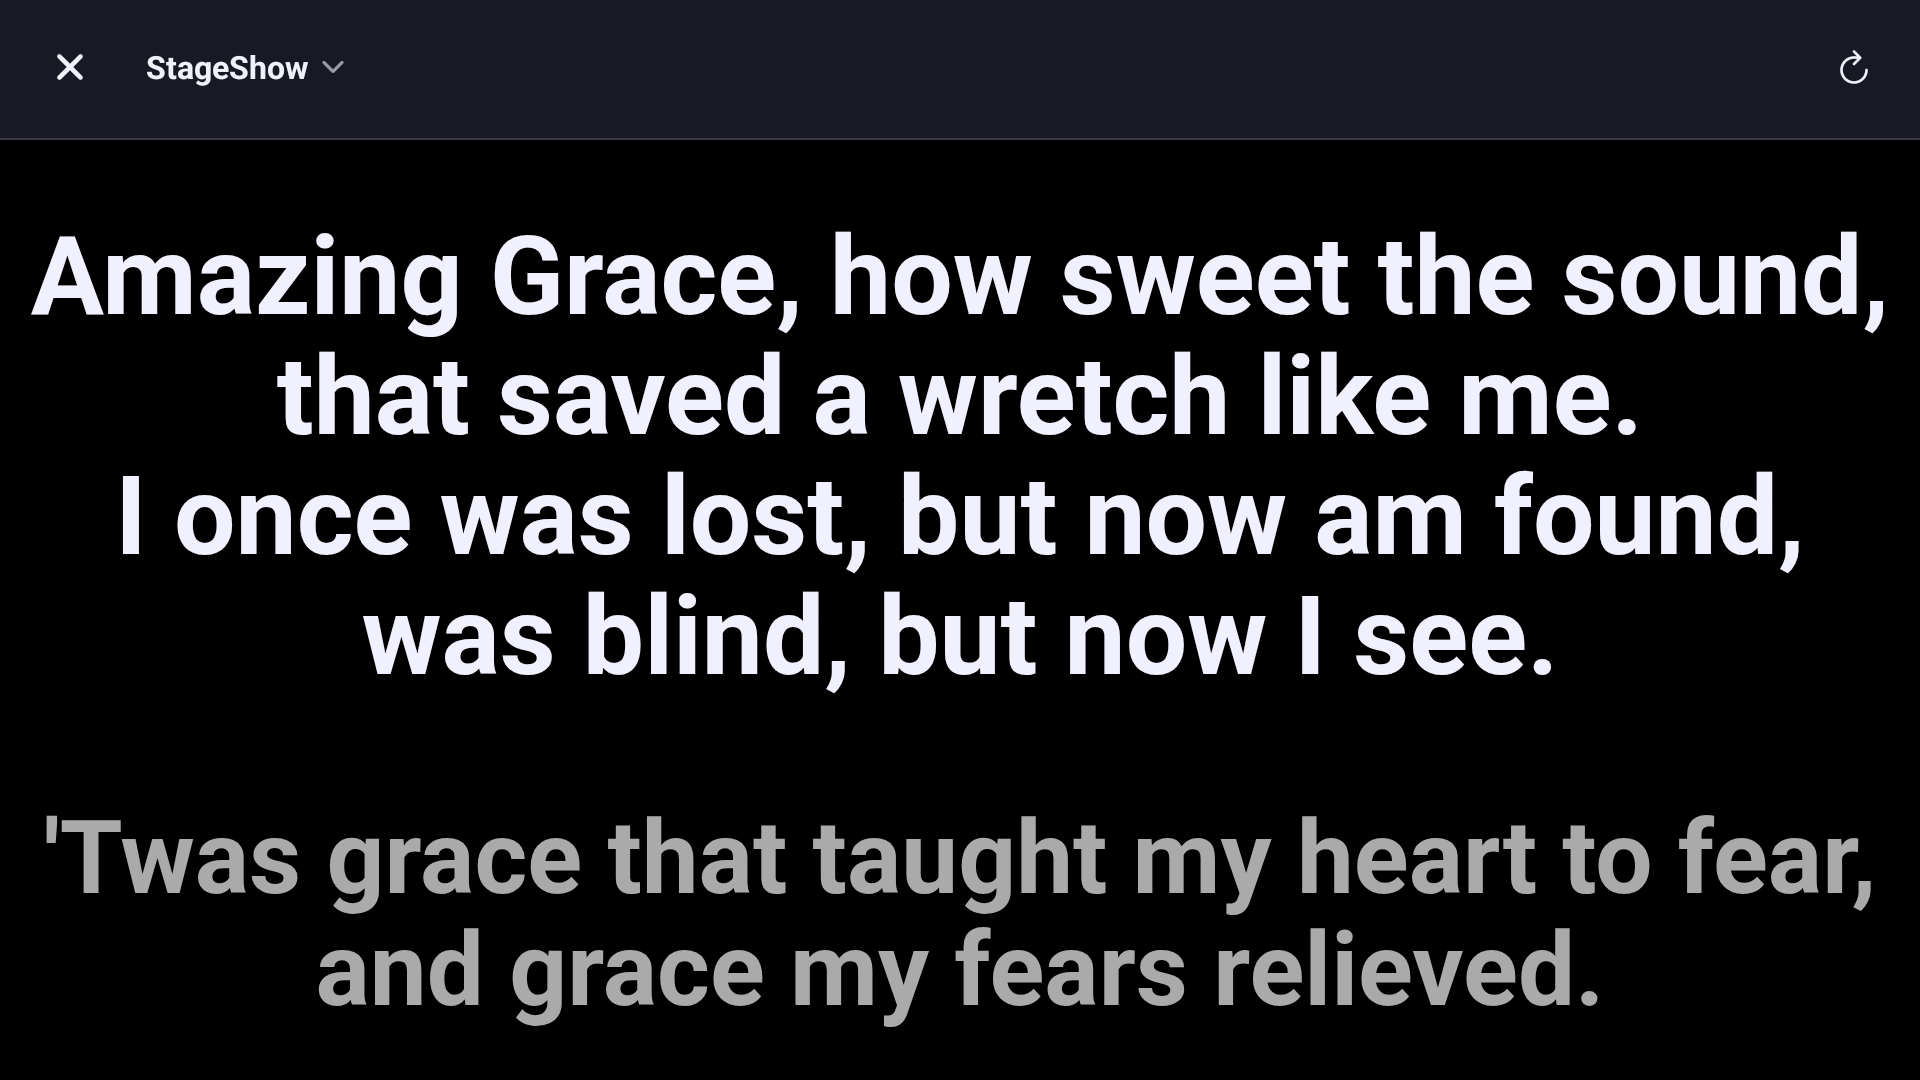 StageShow
Amazing Grace, how sweet the sound,
that saved a wretch like me.
I once was lost, but now am found,
was blind, but now I see.
'Twas grace that taught my heart to fear,
and grace my fears relieved.